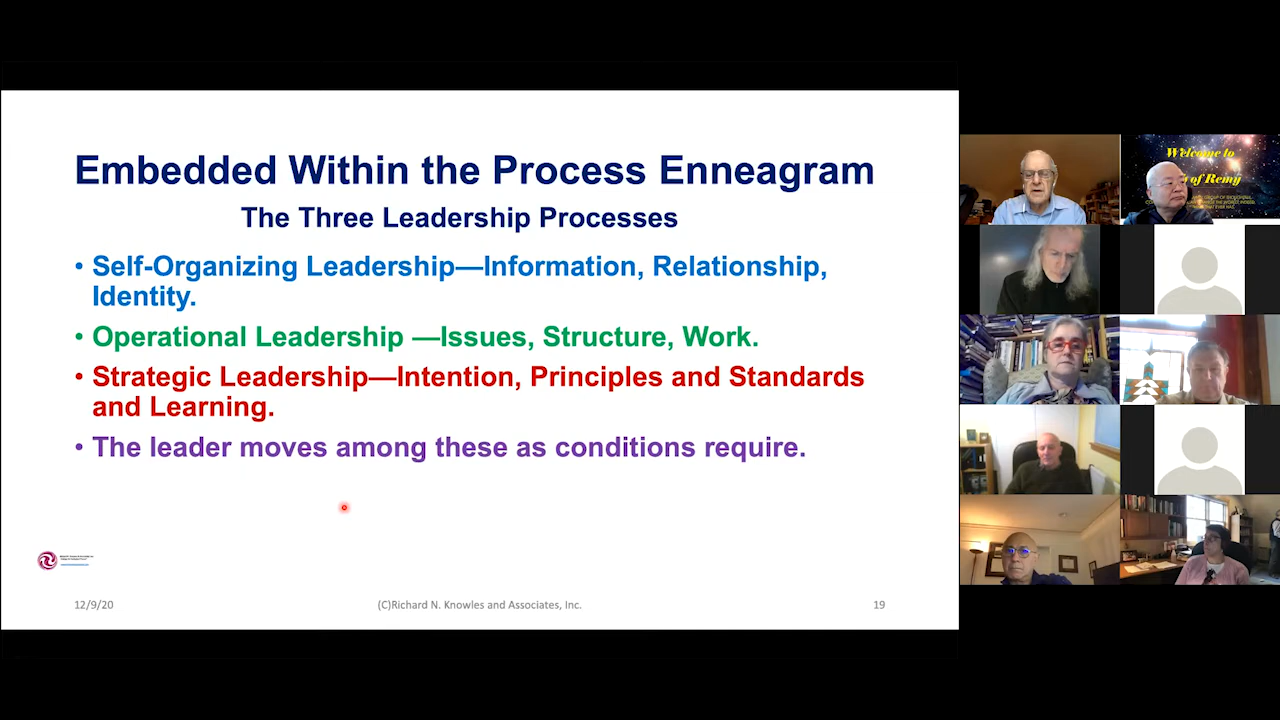 Embedded Within the Process Enneagram
The Three Leadership Processes
• Self-Organizing Leadership—Information, Relationship,
Identity.
• Operational Leadership —Issues, Structure, Work.
• Strategic Leadership—Intention, Principles and Standards
and Learning.
• The leader moves among these as conditions require.
12/9/20
(C)Richard N. Knowles and Associates, Inc.
19
Welcome to
of Remy